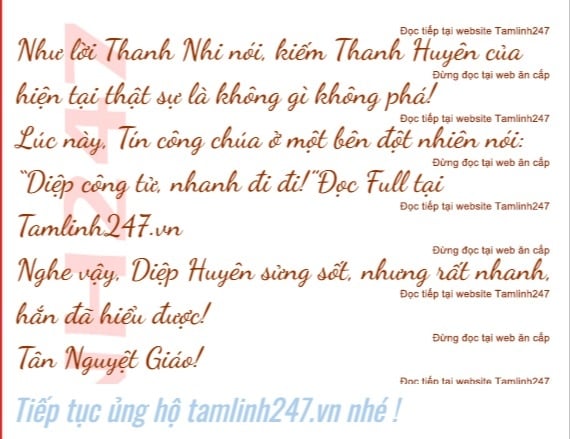 Đọc tiếp tại website Tamlinh247
Như lời Thanh Nhi nói, kiếm Thanh Huyên của
Đừng đọc tại web ăn cắp
hiện tại thật sự là không gì không phá!
Đọc tiếp tại website Tamlinh247
Lúc này, Tín công chúa ở một bên đột nhiên nói:
Đừng đọc tại web ăn cắp
“Diệp công tử, nhanh đi đi!”Đọc Full tại
Đọc tiếp tại website Tamlinh247
Tamlinh247.vn
Đừng đọc tại web ăn cắp
Nghe vậy, Diệp Huyên sửng sốt, nhưng rất nhanh,
Đọc tiếp tại website Tamlinh247
hắn đã hiểu được!
Đừng đọc tại web ăn cắp
Tân Nguyệt Giáo!
Đọc tiếp tại website Tamlinh247
Tiếp tục ủng hộ tamlinh247.vn nhé !
NH247